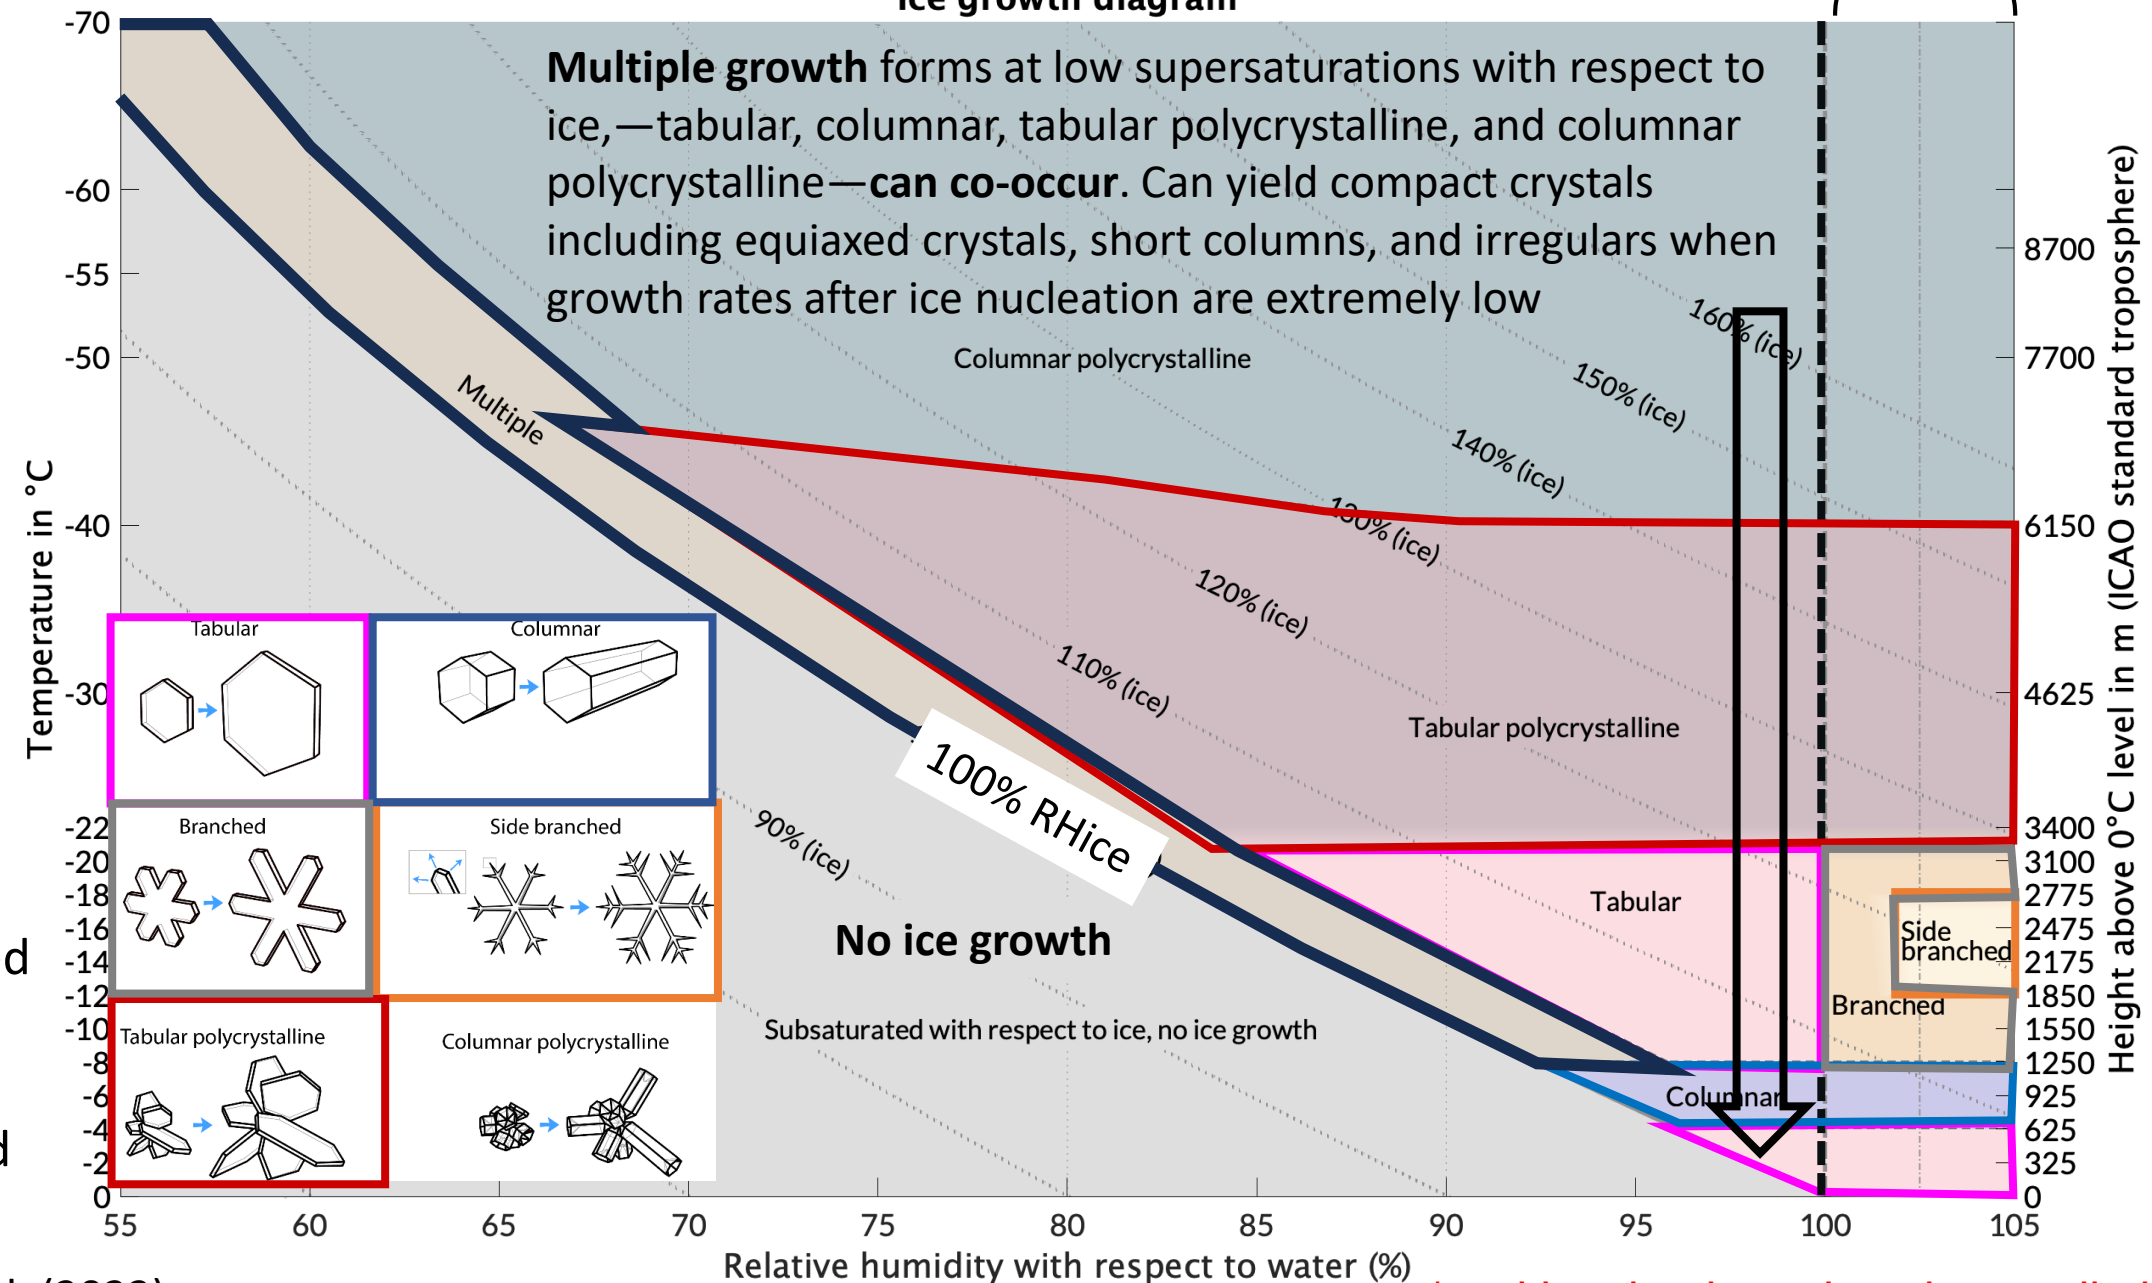 Ice growth diagram
Multiple growth forms at low supersaturations with respect to
ice,—tabular, columnar, tabular polycrystalline, and columnar
polycrystalline—can co-occur. Can yield compact crystals
including equiaxed crystals, short columns, and irregulars when
growth rates after ice nucleation are extremely low
Temperature in °C
-70
-60
-55
-50
-40
-30
-22
-20
-18
-16
-14
-12
-10
-8
-6
-4
-2
0
Multiple
Columnar polycrystalline
160% (ice)
150% (ice)
140% (ice)
130% (ice)
120% (ice)
110% (ice)
90% (ice)
100% RHice
Tabular polycrystalline
Tabular
Side
branched
Branched
Columnar
No ice growth
Subsaturated with respect to ice, no ice growth
Tabular
Columnar
Branched
Side branched
Tabular polycrystalline
Columnar polycrystalline
d
d
8700
7700
6150
4625
3400
3100
2775
2475
2175
1850
1550
1250
925
625
325
0
Height above 0°C level in m (ICAO standard troposphere)
55
60
65
70
75
80
85
90
95
100
105
Relative humidity with respect to water (%)